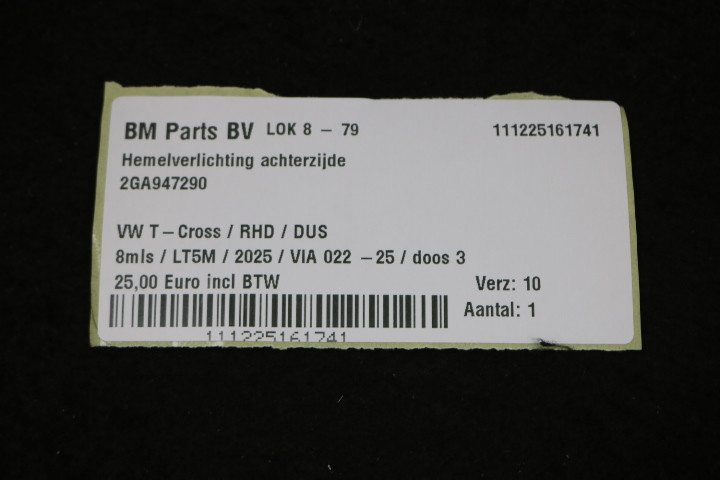 BM Parts BV LOK 8 - 79 111225161741
Hemelverlichting achterzijde
2GA947290
VW T-Cross / RHD / DUS
8mls / LT5M / 2025 / VIA 022 -25 / doos 3
25,00 Euro incl BTW Verz: 10
Aantal: 1
111225161741